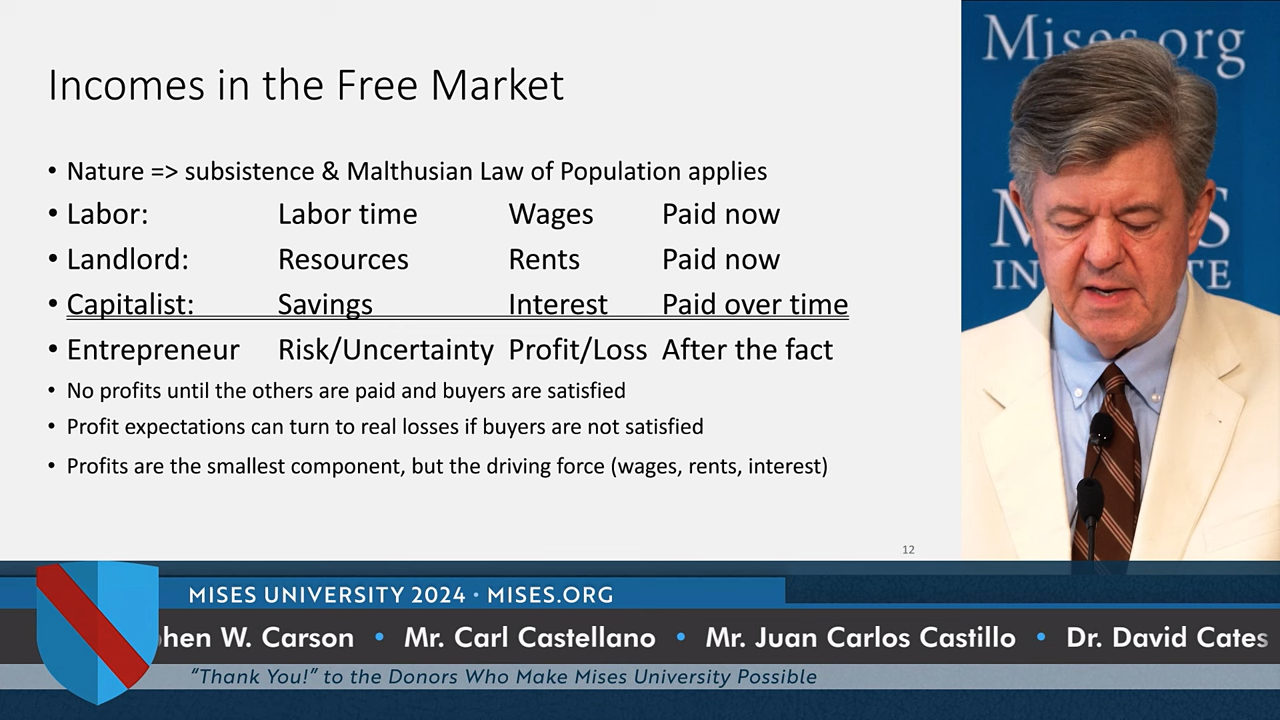 Incomes in the Free Market
• Nature => subsistence & Malthusian Law of Population applies
• Labor: Labor time Wages Paid now
• Landlord: Resources Rents Paid now
• Capitalist: Savings Interest Paid over time
• Entrepreneur Risk/Uncertainty Profit/Loss After the fact
• No profits until the others are paid and buyers are satisfied
• Profit expectations can turn to real losses if buyers are not satisfied
• Profits are the smallest component, but the driving force (wages, rents, interest)
12
Mises.org
MISES UNIVERSITY 2024 • MISES.ORG
hen W. Carson • Mr. Carl Castellano • Mr. Juan Carlos Castillo • Dr. David Cates
“Thank You!” to the Donors Who Make Mises University Possible